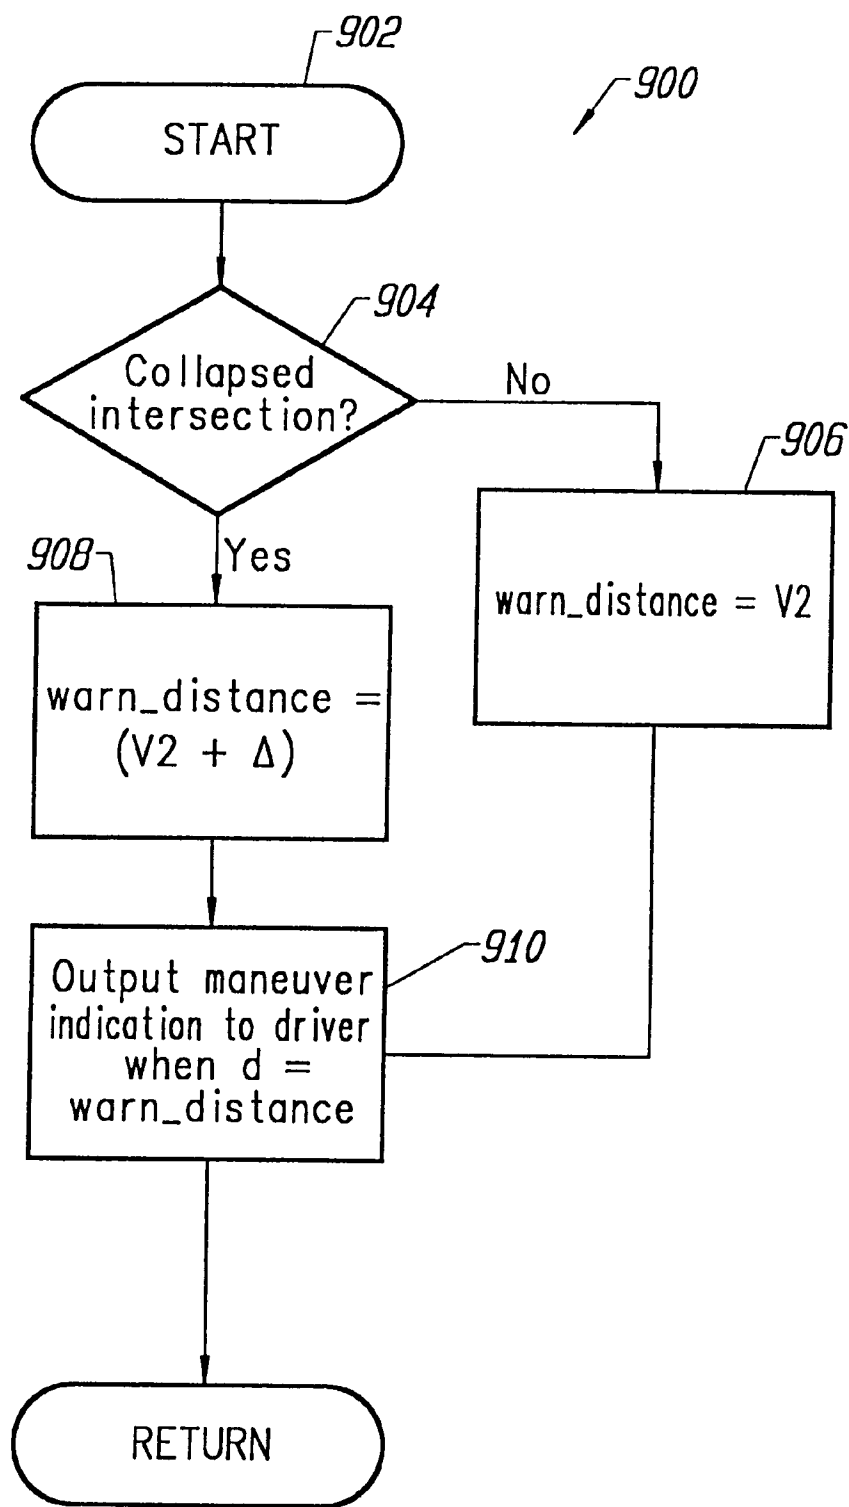 902
900
START
904
Collapsed
intersection?
No
906
908
Yes
warn_distance = V2
warn_distance =
(V2 + Δ)
910
Output maneuver
indication to driver
when d =
warn_distance
RETURN